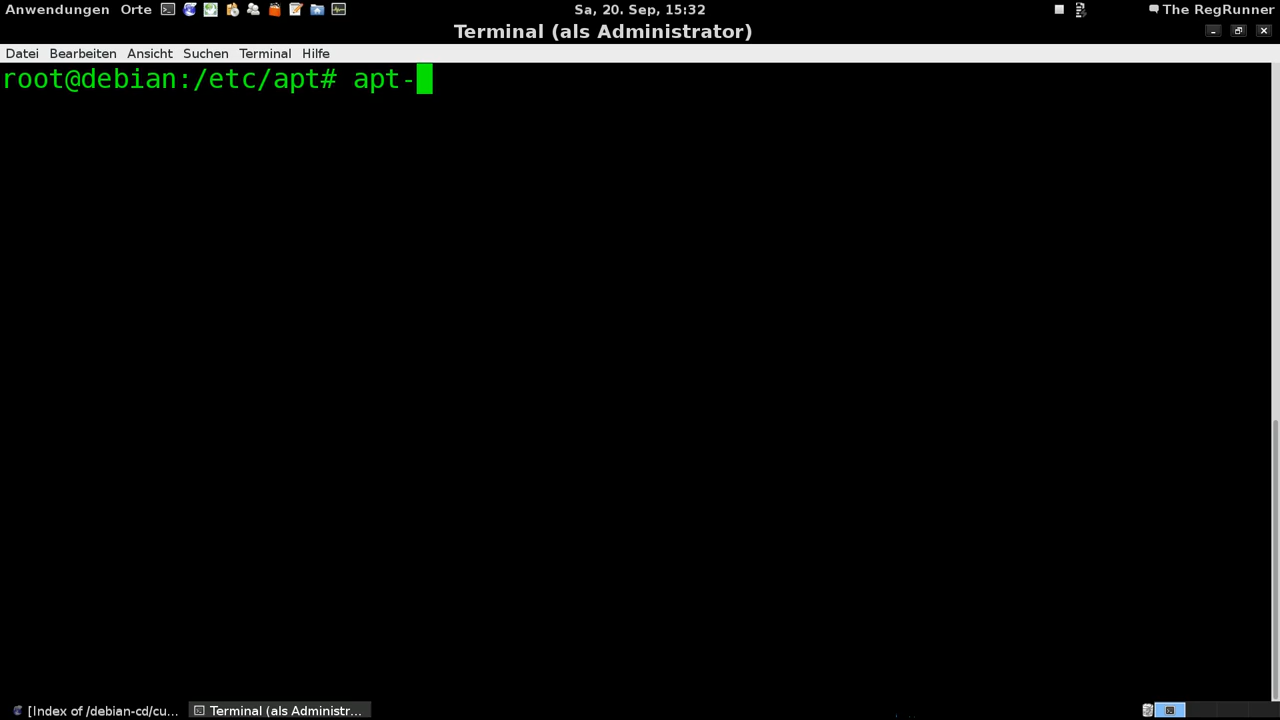 Anwendungen Orte Sa, 20. Sep, 15:32 The RegRunner
Terminal (als Administrator)
Datei Bearbeiten Ansicht Suchen Terminal Hilfe
root@debian:/etc/apt# apt-
[Index of /debian-cd/cu... Terminal (als Administr...